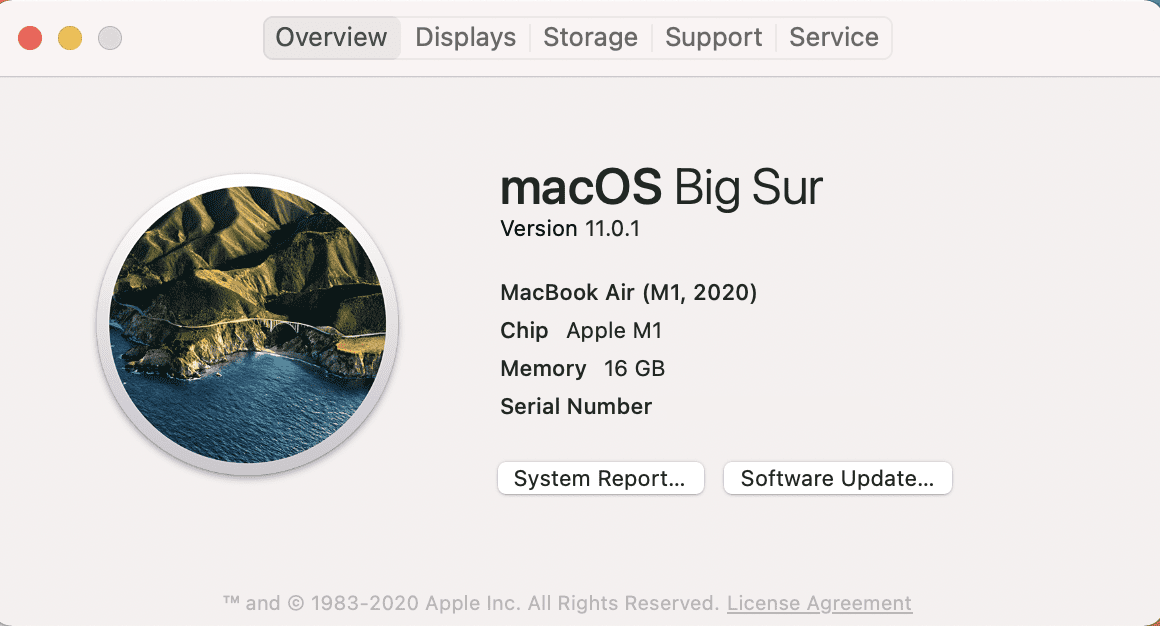 Overview Displays Storage Support Service
macOS Big Sur
Version 11.0.1
MacBook Air (M1, 2020)
Chip Apple M1
Memory 16 GB
Serial Number
System Report... Software Update...
™ and © 1983-2020 Apple Inc. All Rights Reserved. License Agreement